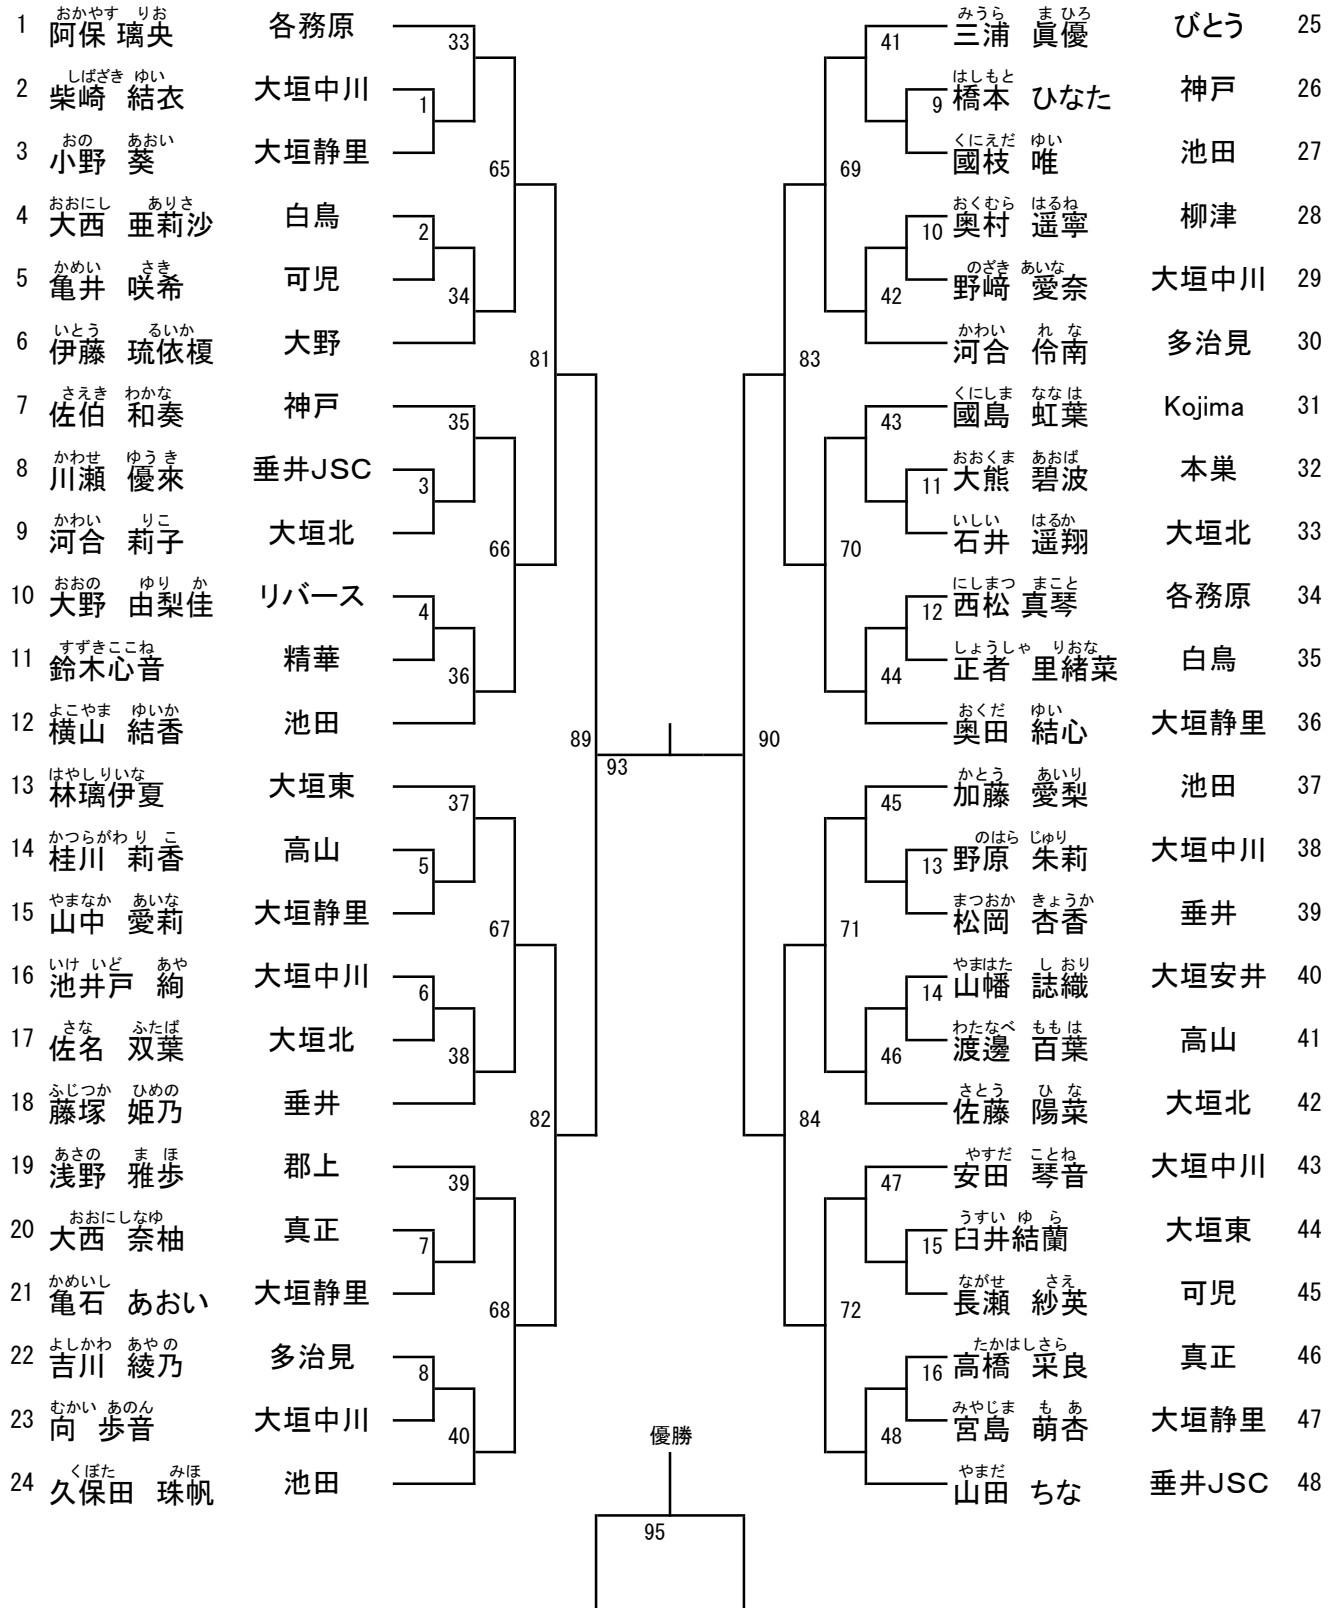 おかやす りお
1 阿保 璃央 各務原
しばざき ゆい
2 柴崎 結衣 大垣中川
おの あおい
3 小野 葵 大垣静里
おおにし ありさ
4 大西 亜莉沙 白鳥
かめい さき
5 亀井 咲希 可児
いとう るいか
6 伊藤 琉依榎 大野
さえき わかな
7 佐伯 和奏 神戸
かわせ ゆうき
8 川瀬 優來 垂井JSC
かわい りこ
9 河合 莉子 大垣北
おおの ゆりか
10 大野 由梨佳 リバース
すずきここね
11 鈴木心音 精華
よこやま ゆいか
12 横山 結香 池田
はやしりいな
13 林璃伊夏 大垣東
かつらがわ りこ
14 桂川 莉香 高山
やまなか あいな
15 山中 愛莉 大垣静里
いけいど あや
16 池井戸 絢 大垣中川
さな ふたば
17 佐名 双葉 大垣北
ふじつか ひめの
18 藤塚 姫乃 垂井
あさの まほ
19 浅野 雅歩 郡上
おおにしなゆ
20 大西 奈柚 真正
かめいし
21 亀石 あおい 大垣静里
よしかわ あやの
22 吉川 綾乃 多治見
むかい あのん
23 向 歩音 大垣中川
くぼた みほ
24 久保田 珠帆 池田
33
1
65
2
34
81
35
3
66
4
36
89
93
37
5
67
6
38
82
39
7
68
8
40
優勝
95
みうら まひろ
三浦 眞優 びとう 25
はしもと
橋本 ひなた 神戸 26
くにえだ ゆい
國枝 唯 池田 27
おくむら はるね
奥村 遥寧 柳津 28
のざき あいな
野﨑 愛奈 大垣中川 29
かわい れな
河合 伶南 多治見 30
くにしま ななは
國島 虹葉 Kojima 31
おおくま あおば
大熊 碧波 本巣 32
いしい はるか
石井 遥翔 大垣北 33
にしまつ まこと
西松 真琴 各務原 34
しょうしゃ りおな
正者 里緒菜 白鳥 35
おくだ ゆい
奥田 結心 大垣静里 36
かとう あいり
加藤 愛梨 池田 37
のはら じゅり
野原 朱莉 大垣中川 38
まつおか きょうか
松岡 杏香 垂井 39
やまはた しおり
山幡 誌織 大垣安井 40
わたなべ ももは
渡邊 百葉 高山 41
さとう ひな
佐藤 陽菜 大垣北 42
やすだ ことね
安田 琴音 大垣中川 43
うすい ゆら
臼井結蘭 大垣東 44
ながせ さえ
長瀬 紗英 可児 45
たかはしさら
高橋 采良 真正 46
みやじま もあ
宮島 萌杏 大垣静里 47
やまだ
山田 ちな 垂井JSC 48
41
9
69
10
42
83
43
11
70
12
44
90
45
13
71
14
46
84
47
15
72
16
48